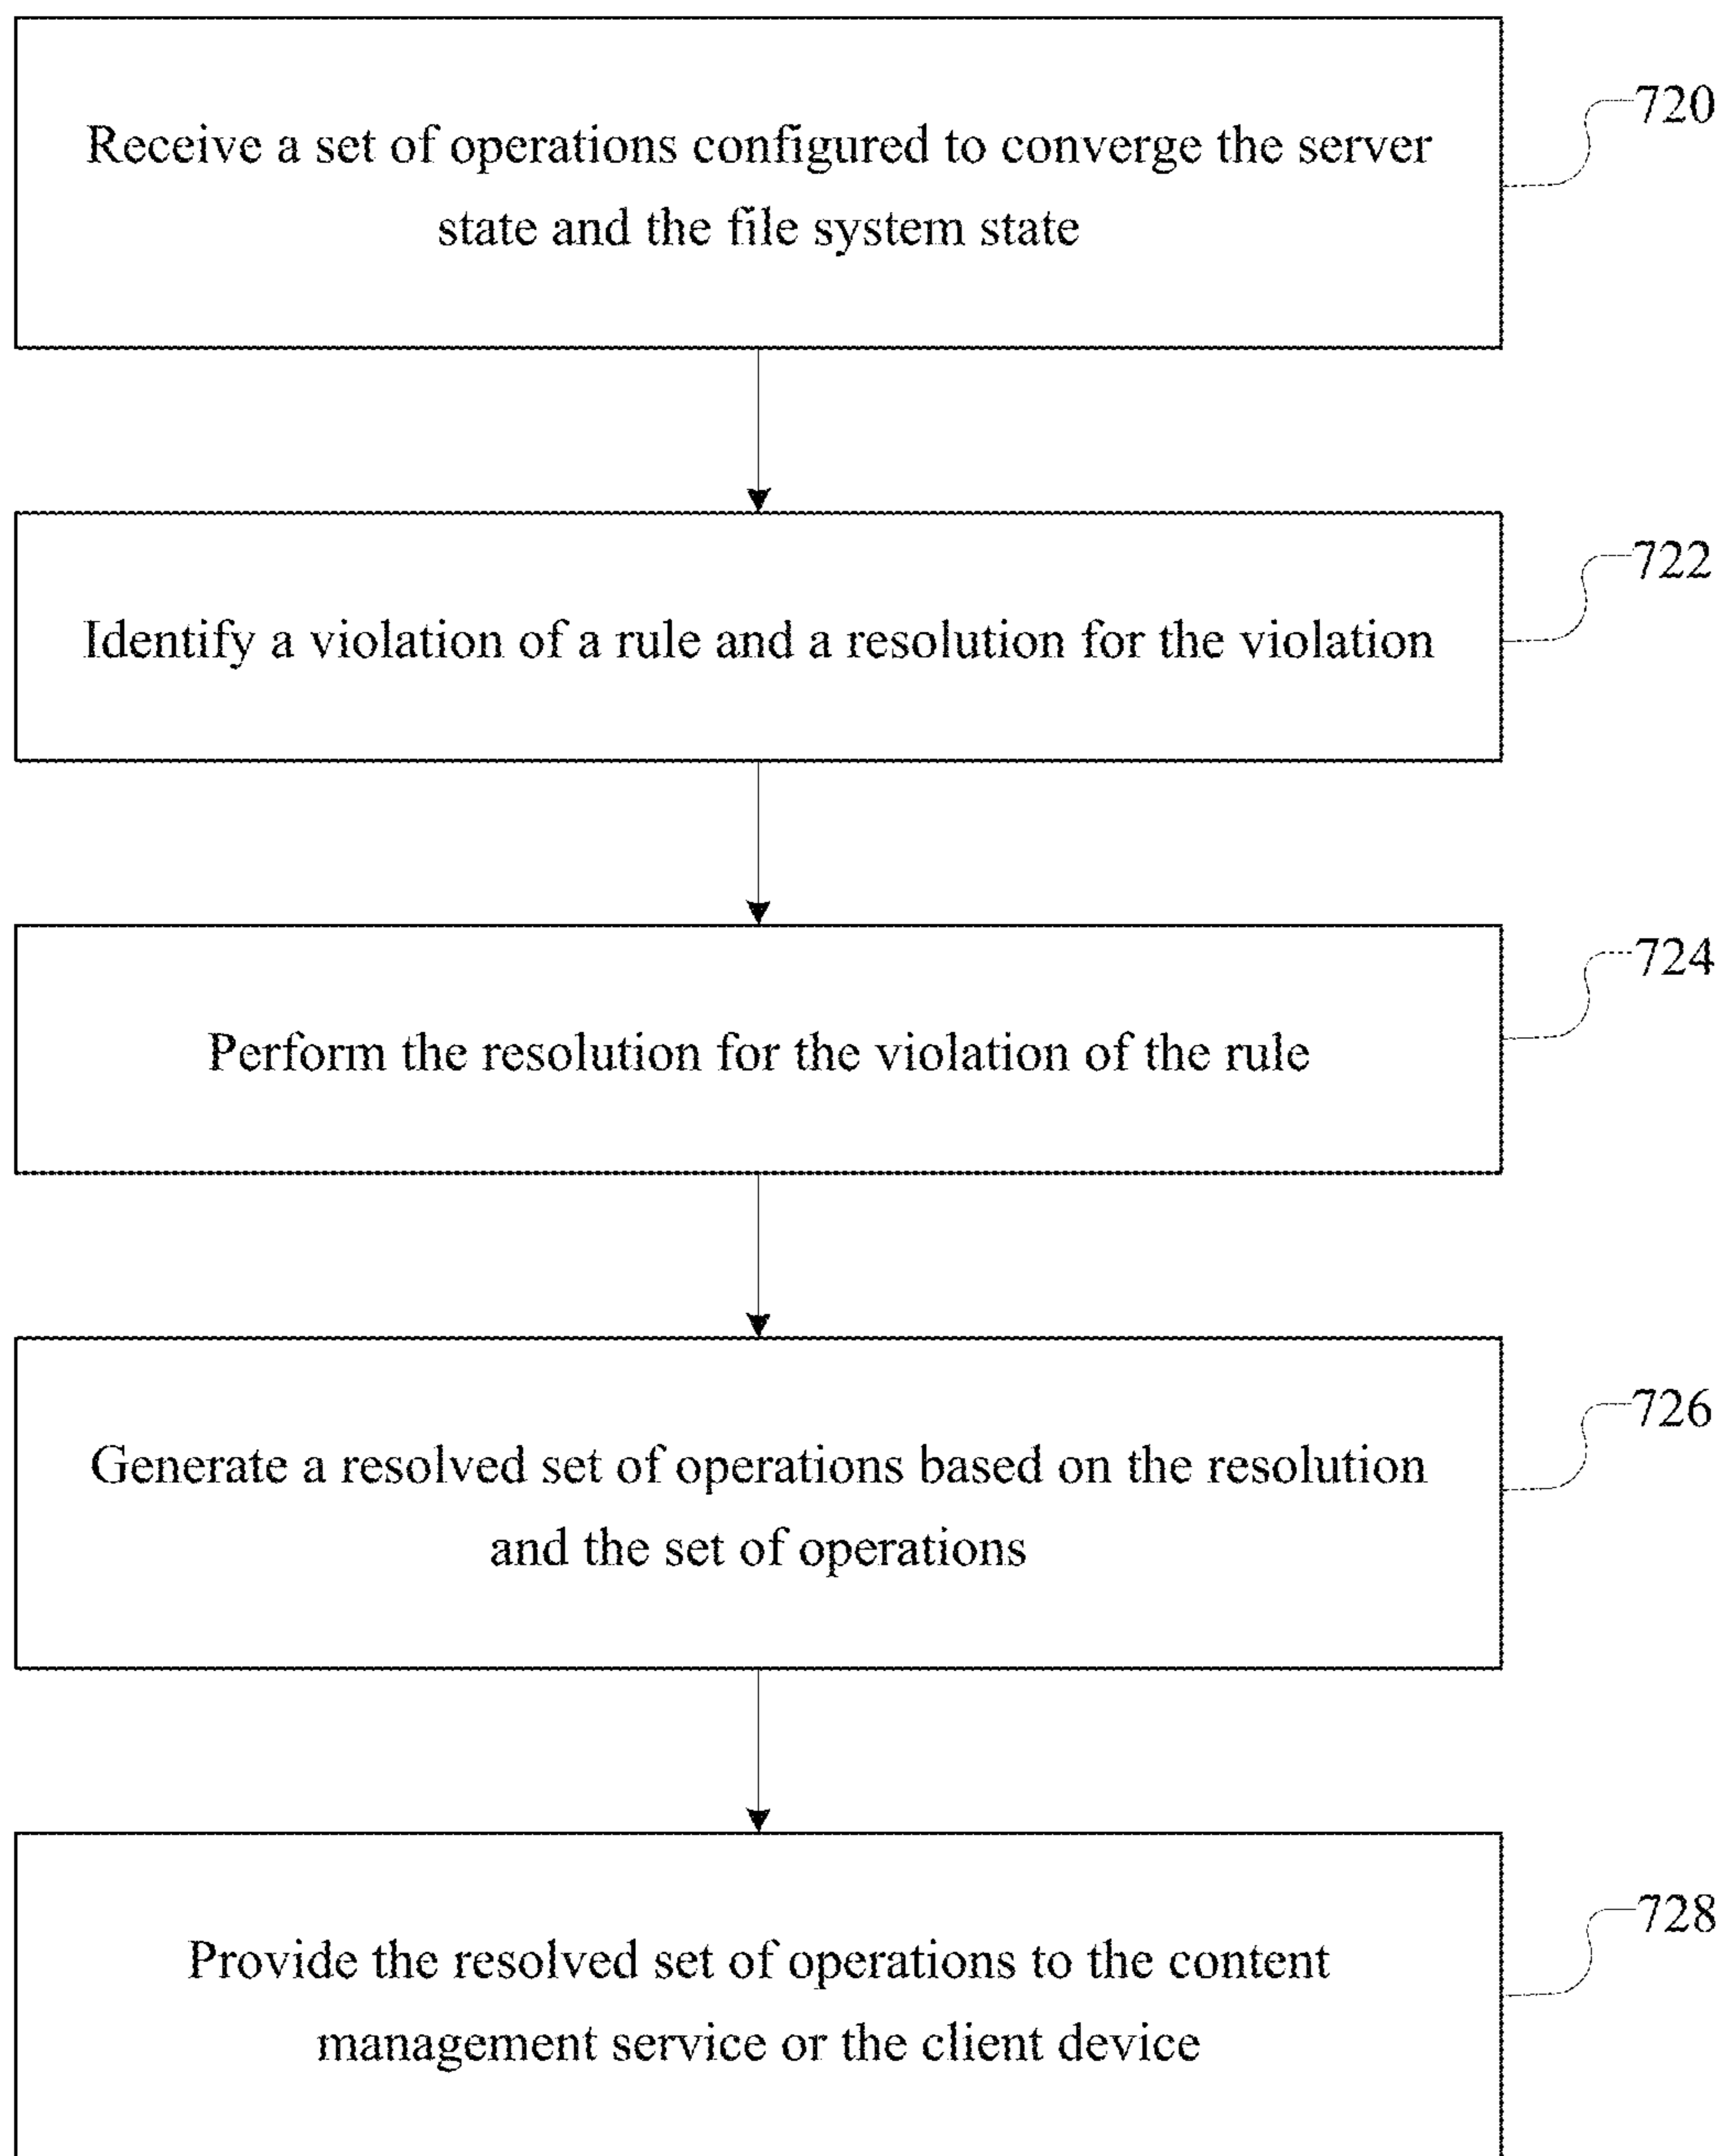 Receive a set of operations configured to converge the server
state and the file system state
720
Identify a violation of a rule and a resolution for the violation
722
Perform the resolution for the violation of the rule
724
Generate a resolved set of operations based on the resolution
and the set of operations
726
Provide the resolved set of operations to the content
management service or the client device
728